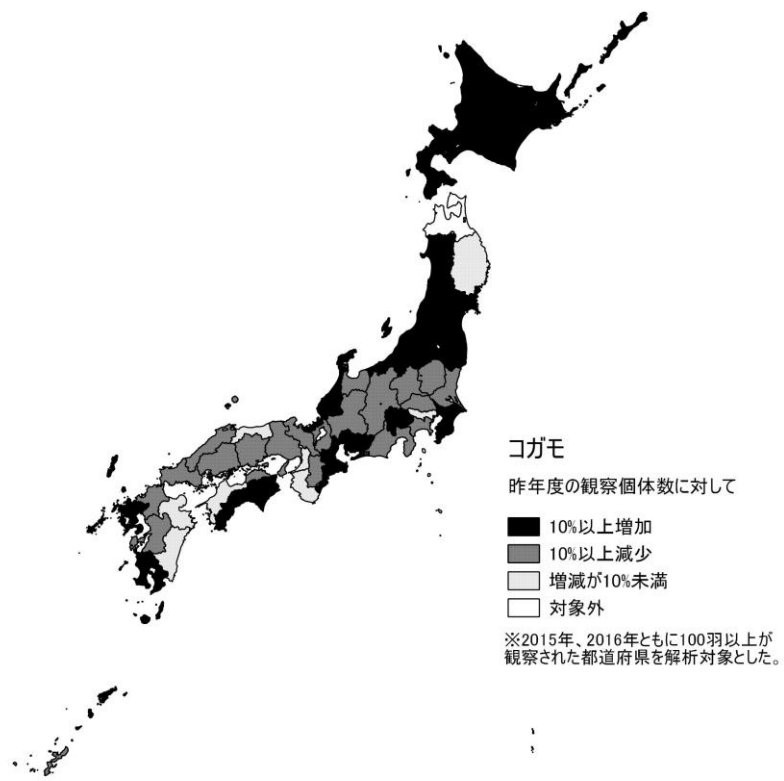 コガモ
昨年度の観察個体数に対して
10%以上増加
10%以上減少
増減が10%未満
対象外
※2015年、2016年ともに100羽以上が
観察された都道府県を解析対象とした。